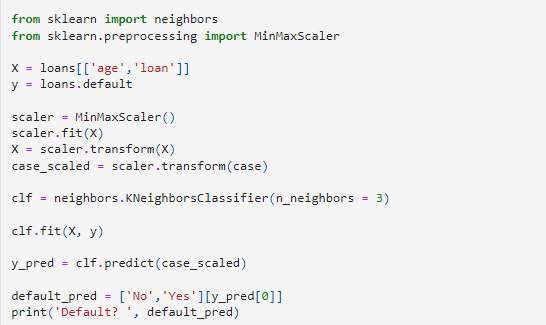 from sklearn import neighbors
from sklearn.preprocessing import MinMaxScaler
X = loans[['age','loan']]
y = loans.default
scaler = MinMaxScaler()
scaler.fit(X)
X = scaler.transform(X)
case_scaled = scaler.transform(case)
clf = neighbors.KNeighborsClassifier(n_neighbors = 3)
clf.fit(X, y)
y_pred = clf.predict(case_scaled)
default_pred = ['No','Yes'][y_pred[0]]
print('Default? ', default_pred)